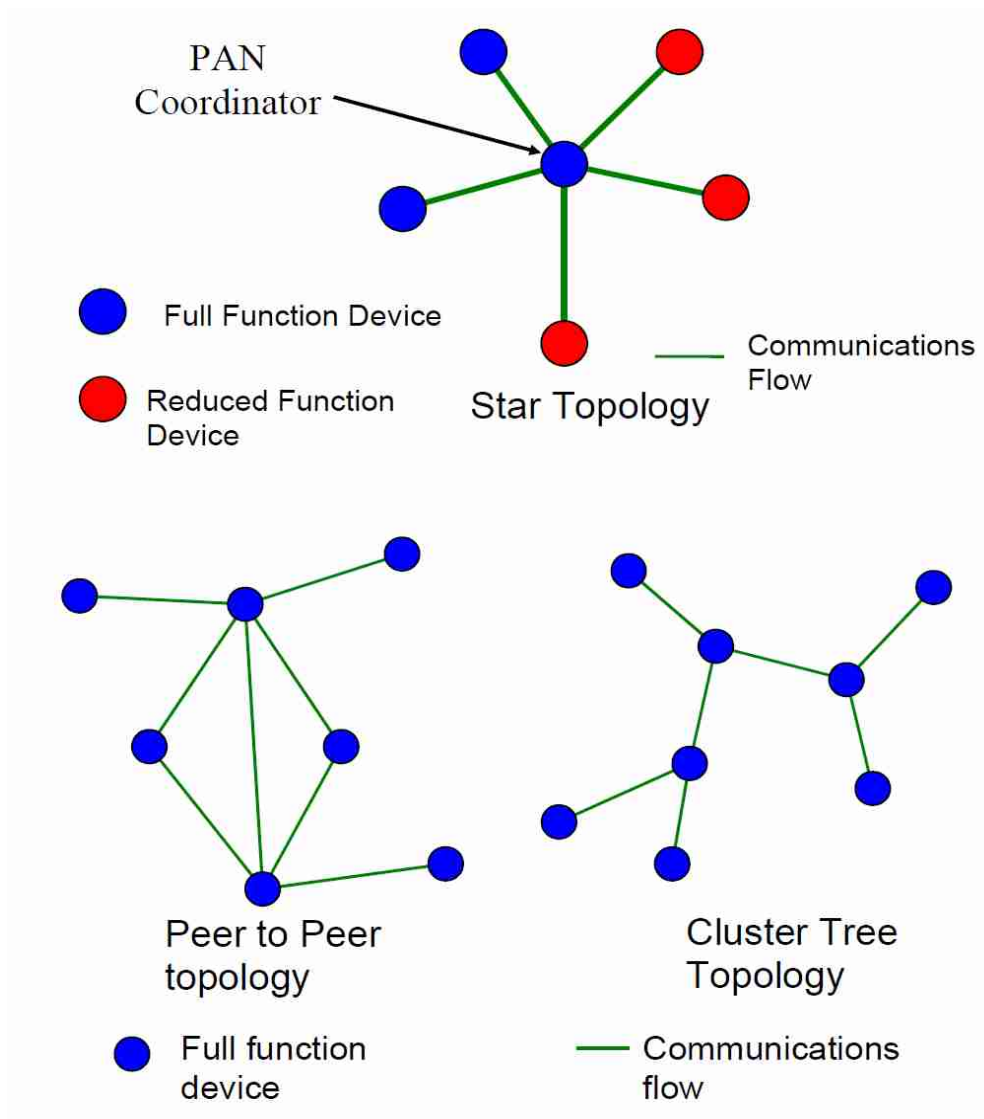 PAN
Coordinator
Full Function Device
Reduced Function
Device
Communications
Flow
Star Topology
Peer to Peer
topology
Cluster Tree
Topology
Full function
device
Communications
flow